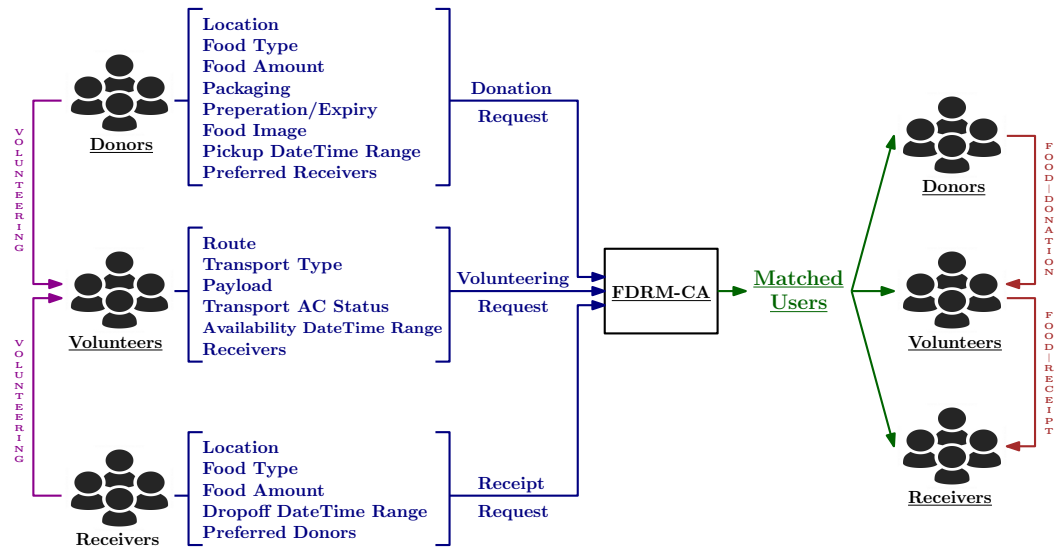 Location
Food Type
Food Amount
Packaging
Preperation/Expiry
Food Image
Pickup DateTime Range
Preferred Receivers
Donors
Donation
Request
VOLUNTEERING
Route
Transport Type
Payload
Transport AC Status
Availability DateTime Range
Receivers
Volunteers
Volunteering
Request
VOLUNTEERING
Location
Food Type
Food Amount
Dropoff DateTime Range
Preferred Donors
Receivers
Receipt
Request
FDRM-CA
Matched
Users
Donors
FOOD|DONATION
Volunteers
FOOD|RECEIPT
Receivers